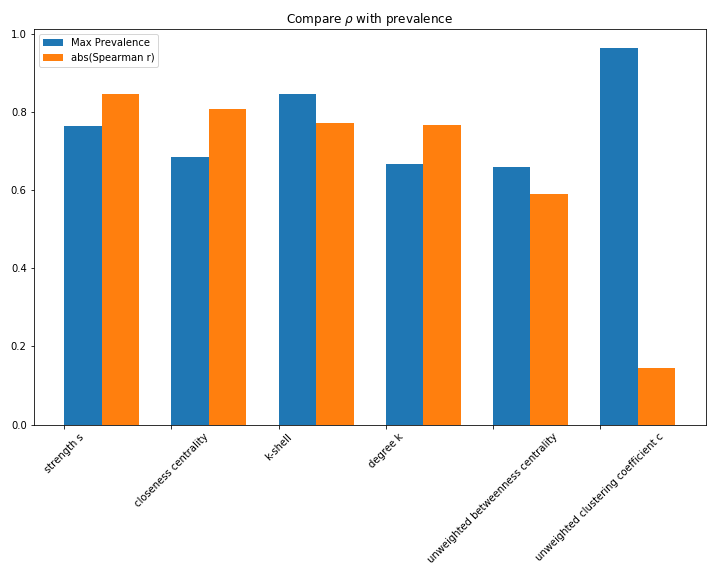 Compare ρ with prevalence
Max Prevalence
abs(Spearman r)
1.0
0.8
0.6
0.4
0.2
0.0
strength s
closeness centrality
k-shell
degree k
unweighted betweenness centrality
unweighted clustering coefficient c